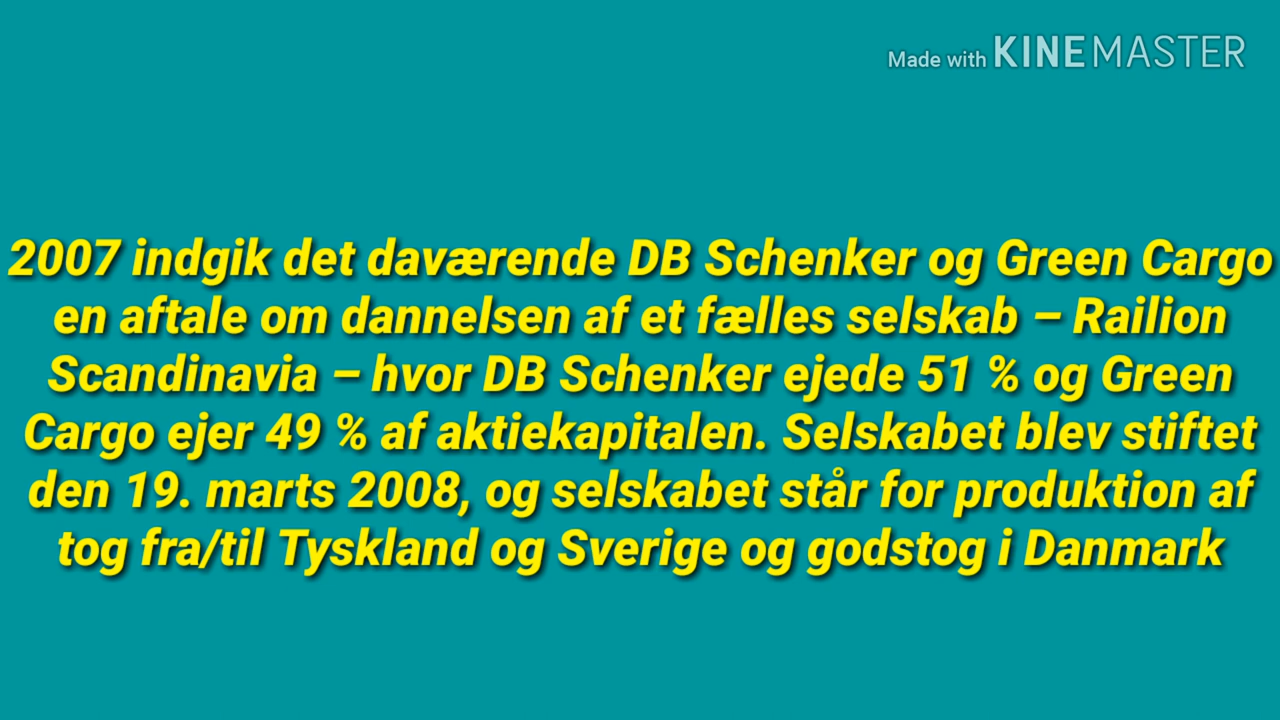 Made with KINEMASTER
2007 indgik det daværende DB Schenker og Green Cargo
en aftale om dannelsen af et fælles selskab – Railion
Scandinavia – hvor DB Schenker ejede 51 % og Green
Cargo ejer 49 % af aktiekapitalen. Selskabet blev stiftet
den 19. marts 2008, og selskabet står for produktion af
tog fra/til Tyskland og Sverige og godstog i Danmark